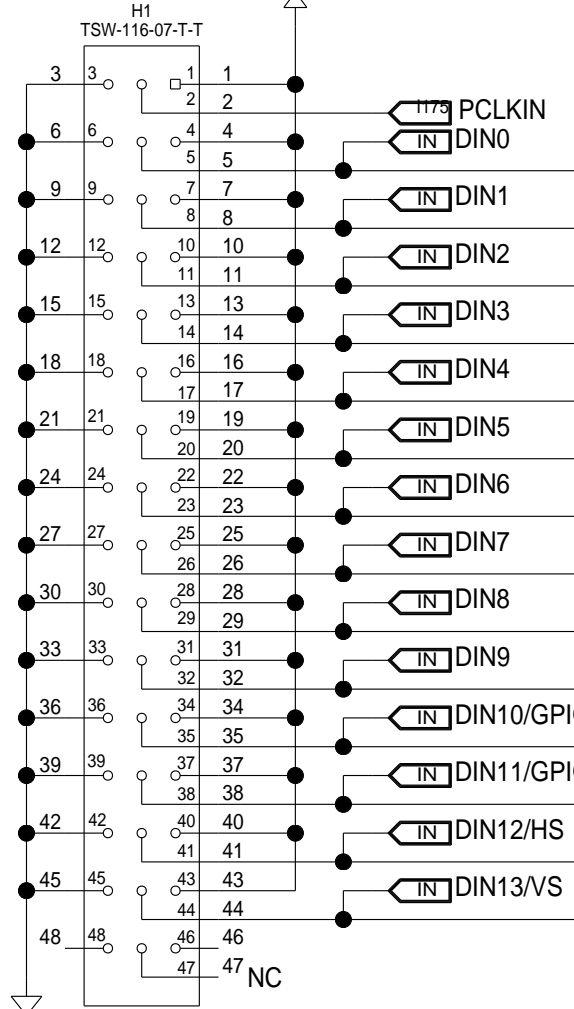 H1
TSW-116-07-T-T
3 3 1 1
2 2 PCLKIN
6 6 4 4 IN DIN0
5 5
9 9 7 7 IN DIN1
8 8
12 12 10 10 IN DIN2
11 11
15 15 13 13 IN DIN3
14 14
18 18 16 16 IN DIN4
17 17
21 21 19 19 IN DIN5
20 20
24 24 22 22 IN DIN6
23 23
27 27 25 25 IN DIN7
26 26
30 30 28 28 IN DIN8
29 29
33 33 31 31 IN DIN9
32 32
36 36 34 34 IN DIN10/GPI
35 35
39 39 37 37 IN DIN11/GPI
38 38
42 42 40 40 IN DIN12/HS
41 41
45 45 43 43 IN DIN13/VS
44 44
48 48 46 46
47 47 NC